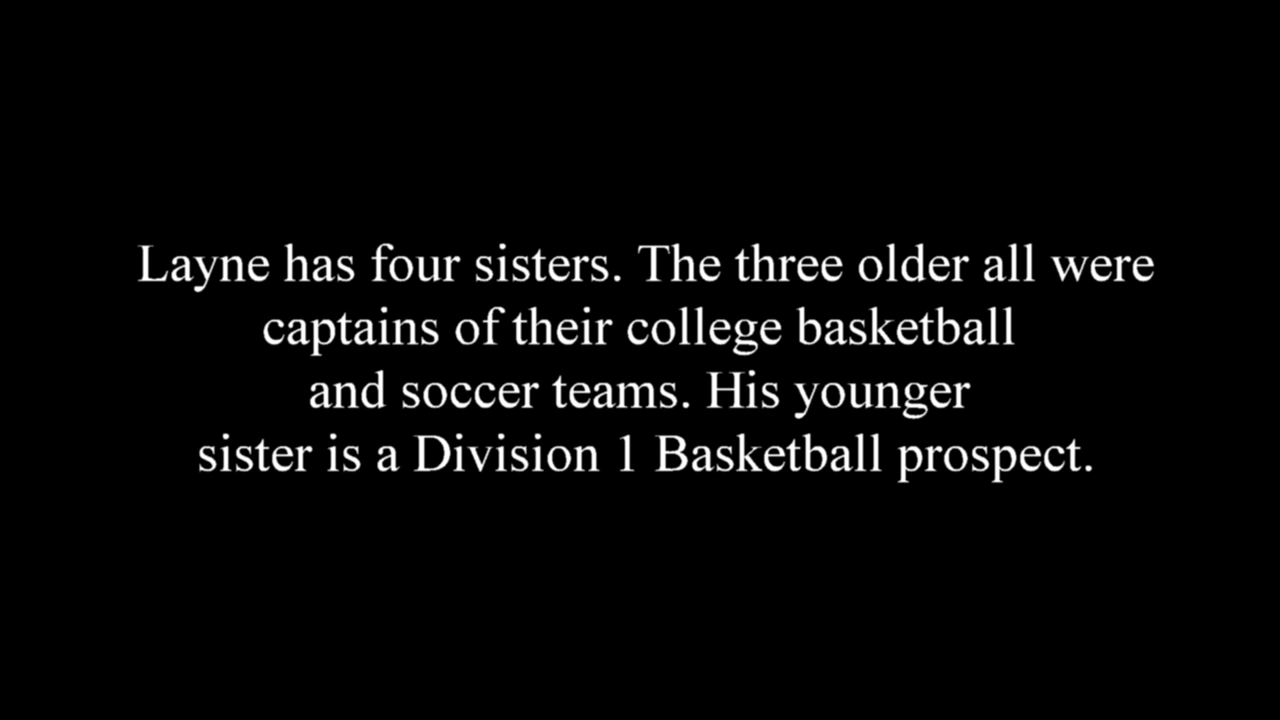 Layne has four sisters. The three older all were
captains of their college basketball
and soccer teams. His younger
sister is a Division 1 Basketball prospect.